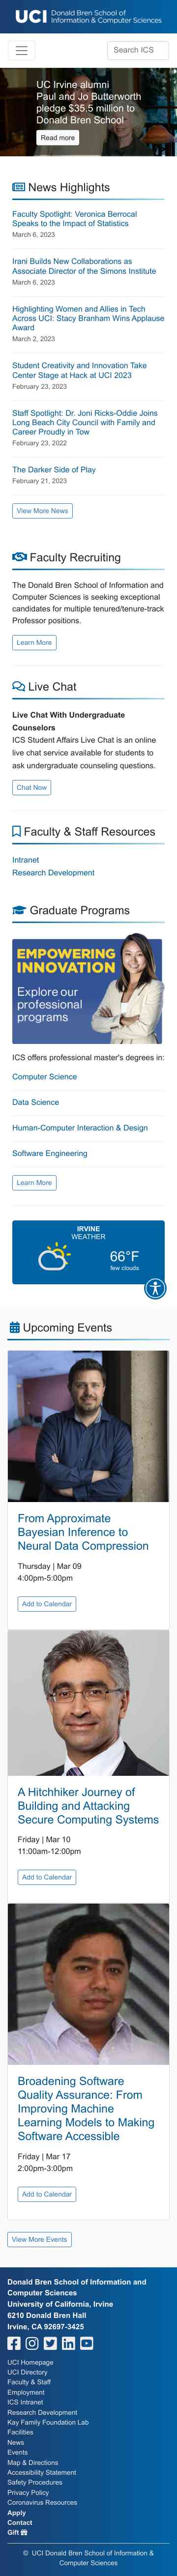 UCI Donald Bren School of
Information & Computer Sciences
Search ICS
UC Irvine alumni
Paul and Jo Butterworth
pledge $35.5 million to
Donald Bren School
Read more
News Highlights
Faculty Spotlight: Veronica Berrocal
Speaks to the Impact of Statistics
March 6, 2023
Irani Builds New Collaborations as
Associate Director of the Simons Institute
March 6, 2023
Highlighting Women and Allies in Tech
Across UCI: Stacy Branham Wins Applause
Award
March 2, 2023
Student Creativity and Innovation Take
Center Stage at Hack at UCI 2023
February 23, 2023
Staff Spotlight: Dr. Joni Ricks-Oddie Joins
Long Beach City Council with Family and
Career Proudly in Tow
February 23, 2022
The Darker Side of Play
February 21, 2023
View More News
Faculty Recruiting
The Donald Bren School of Information and
Computer Sciences is seeking exceptional
candidates for multiple tenured/tenure-track
Professor positions.
Learn More
Live Chat
Live Chat With Undergraduate
Counselors
ICS Student Affairs Live Chat is an online
live chat service available for students to
ask undergraduate counseling questions.
Chat Now
Faculty & Staff Resources
Intranet
Research Development
Graduate Programs
EMPOWERING
INNOVATION
Explore our
professional
programs
ICS offers professional master's degrees in:
Computer Science
Data Science
Human-Computer Interaction & Design
Software Engineering
Learn More
IRVINE
WEATHER
66°F
few clouds
Upcoming Events
From Approximate
Bayesian Inference to
Neural Data Compression
Thursday | Mar 09
4:00pm-5:00pm
Add to Calendar
A Hitchhiker Journey of
Building and Attacking
Secure Computing Systems
Friday | Mar 10
11:00am-12:00pm
Add to Calendar
Broadening Software
Quality Assurance: From
Improving Machine
Learning Models to Making
Software Accessible
Friday | Mar 17
2:00pm-3:00pm
Add to Calendar
View More Events
Donald Bren School of Information and
Computer Sciences
University of California, Irvine
6210 Donald Bren Hall
Irvine, CA 92697-3425
UCI Homepage
UCI Directory
Faculty & Staff
Employment
ICS Intranet
Research Development
Kay Family Foundation Lab
Facilities
News
Events
Map & Directions
Accessibility Statement
Safety Procedures
Privacy Policy
Coronavirus Resources
Apply
Contact
Gift
© UCI Donald Bren School of Information &
Computer Sciences